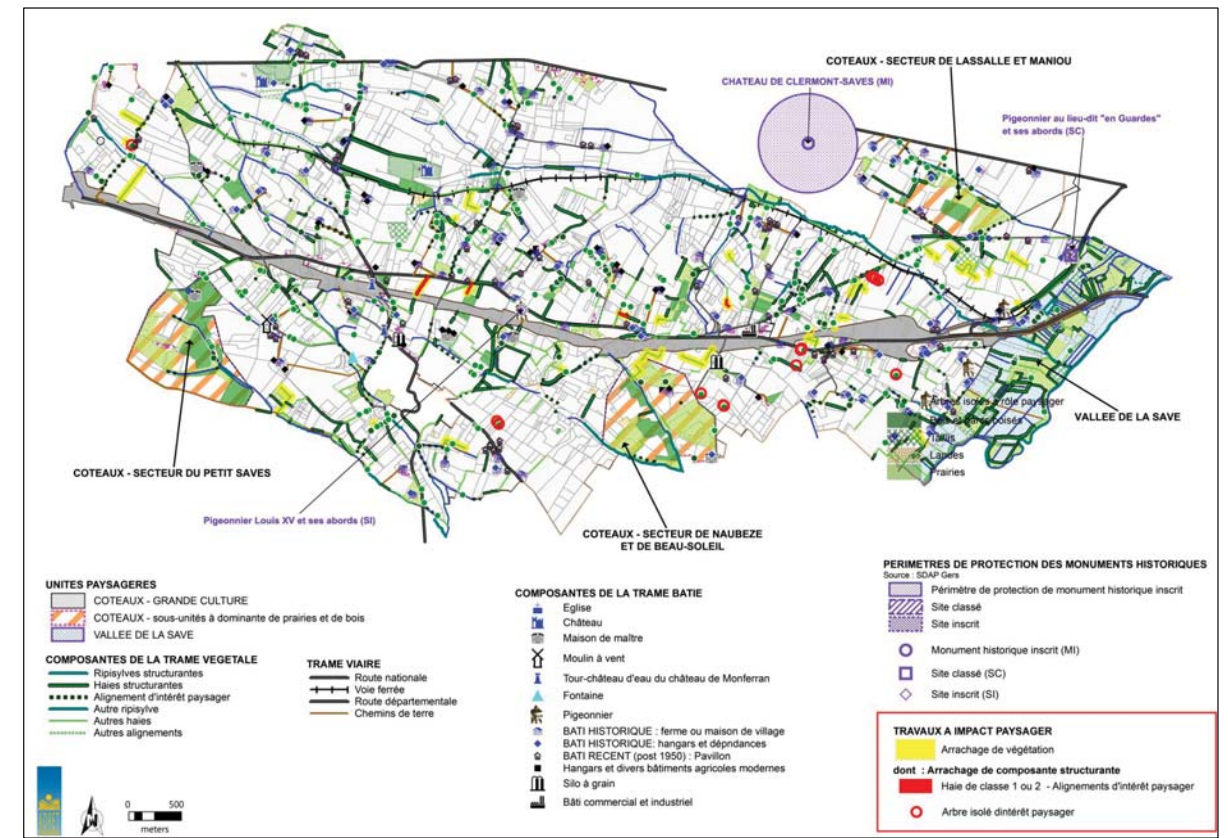 COTEAUX - SECTEUR DE LASSALLE ET MANIOU
CHATEAU DE CLERMONT-SAVES (MI)
Pigeonnier au lieu-dit "en Guardes"
et ses abords (SC)
Arbres isolés à rôle paysager
Taillis
Landes
Prairies
VALLEE DE LA SAVE
COTEAUX - SECTEUR DU PETIT SAVES
Pigeonnier Louis XV et ses abords (SI)
COTEAUX - SECTEUR DE NAUBEZE
ET DE BEAU-SOLEIL
UNITES PAYSAGERES
COTEAUX - GRANDE CULTURE
COTEAUX - sous-unités à dominante de prairies et de bois
VALLEE DE LA SAVE
COMPOSANTES DE LA TRAME VEGETALE
Ripisylves structurantes
Haies structurantes
Alignement d'intérêt paysager
Autre ripisylve
Autres haies
Autres alignements
TRAME VIAIRE
Route nationale
Voie ferrée
Route départementale
Chemins de terre
0 500
meters
COMPOSANTES DE LA TRAME BATIE
Eglise
Château
Maison de maître
Moulin à vent
Tour-château d'eau du château de Monferran
Fontaine
Pigeonnier
BATI HISTORIQUE : ferme ou maison de village
BATI HISTORIQUE: hangars et dépndances
BATI RECENT (post 1950) : Pavillon
Hangars et divers bâtiments agricoles modernes
Silo à grain
Bâti commercial et industriel
PERIMETRES DE PROTECTION DES MONUMENTS HISTORIQUES
Source : SDAP Gers
Périmètre de protection de monument historique inscrit
Site classé
Site inscrit
Monument historique inscrit (MI)
Site classé (SC)
Site inscrit (SI)
TRAVAUX A IMPACT PAYSAGER
Arrachage de végétation
dont : Arrachage de composante structurante
Haie de classe 1 ou 2 - Alignements d'intérêt paysager
Arbre isolé dintérêt paysager